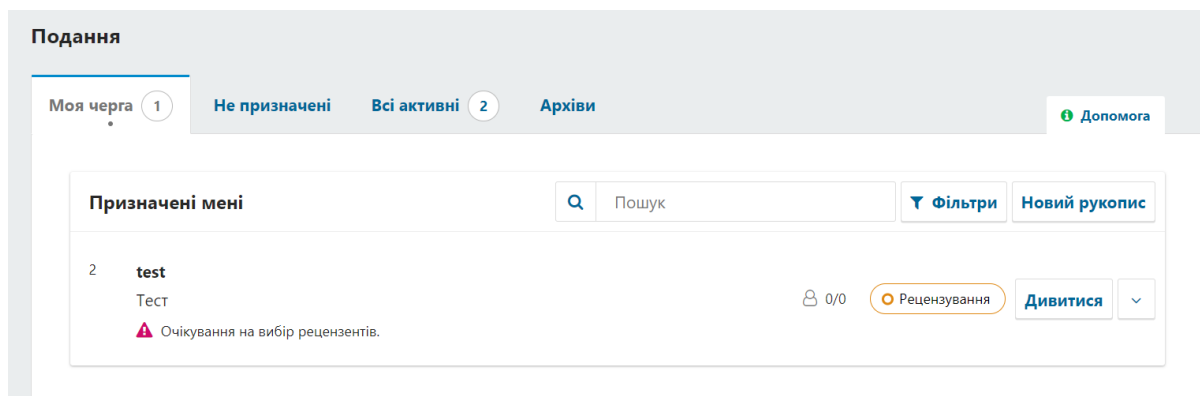 Подання
Моя черга 1 Не призначені Всі активні 2 Архіви
Допомога
Призначені мені Пошук Фільтри Новий рукопис
2 test
Тест 0/0 Рецензування Дивитися
Очікування на вибір рецензентів.